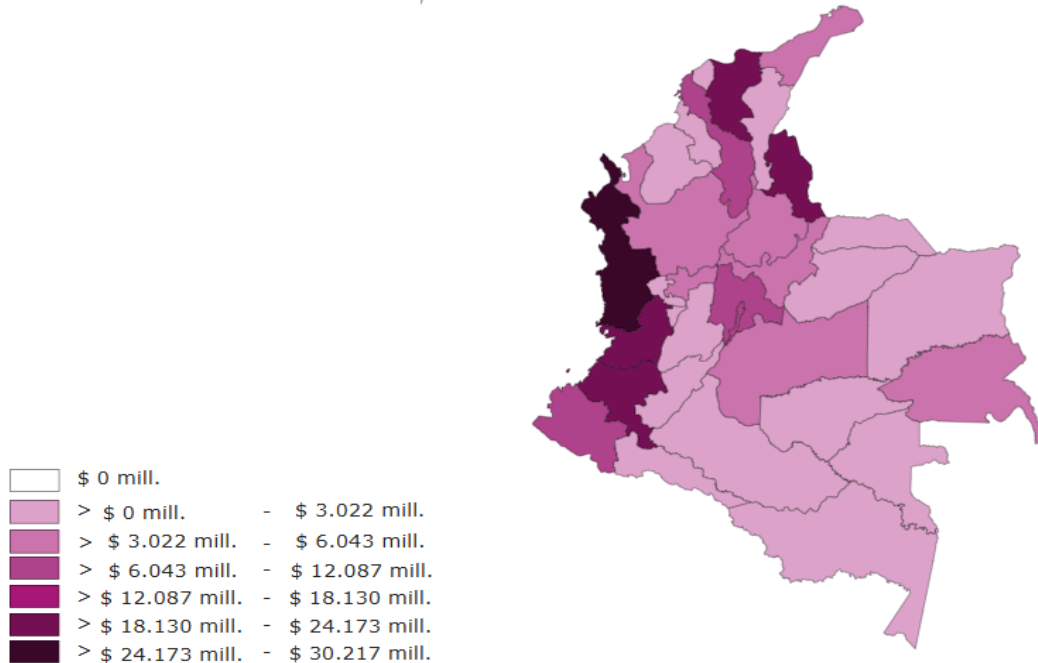 $ 0 mill.
> $ 0 mill. - $ 3.022 mill.
> $ 3.022 mill. - $ 6.043 mill.
> $ 6.043 mill. - $ 12.087 mill.
> $ 12.087 mill. - $ 18.130 mill.
> $ 18.130 mill. - $ 24.173 mill.
> $ 24.173 mill. - $ 30.217 mill.